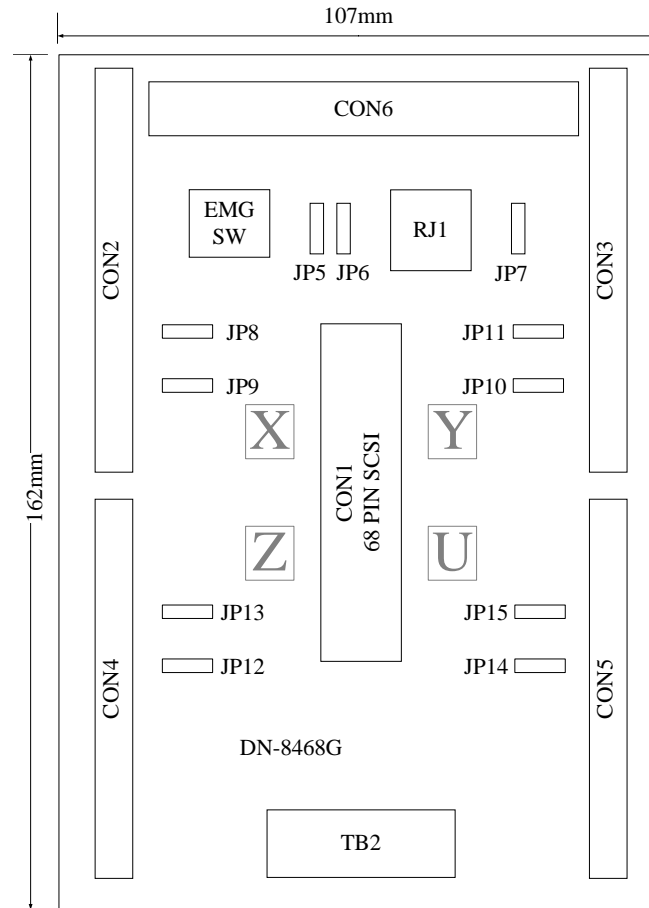 107mm
CON6
EMG
SW
RJ1
JP5
JP6
JP7
CON2
CON3
JP8
JP11
JP9
JP10
X
Y
162mm
CON1
68 PIN SCSI
Z
U
JP13
JP15
JP12
JP14
CON4
CON5
DN-8468G
TB2